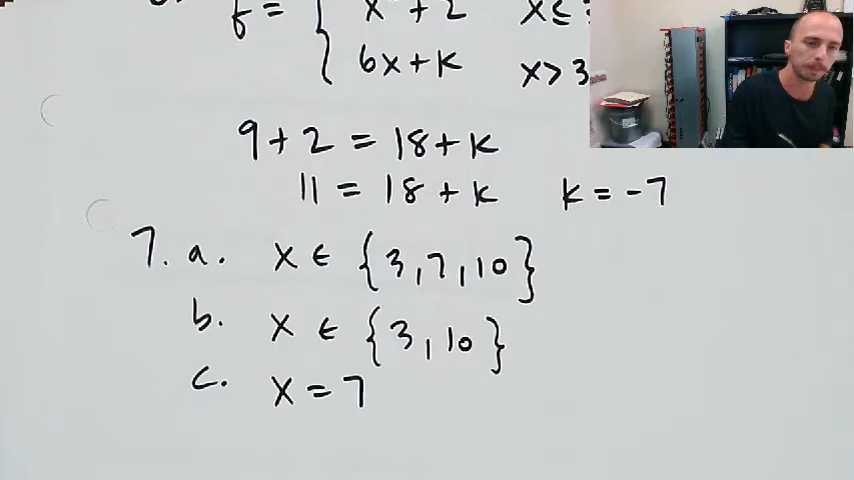 f = { x + 2 x ≤
6x + k x > 3
9 + 2 = 18 + k
11 = 18 + k k = -7
7. a. x ∈ {3, 7, 10}
b. x ∈ {3, 10}
c. x = 7